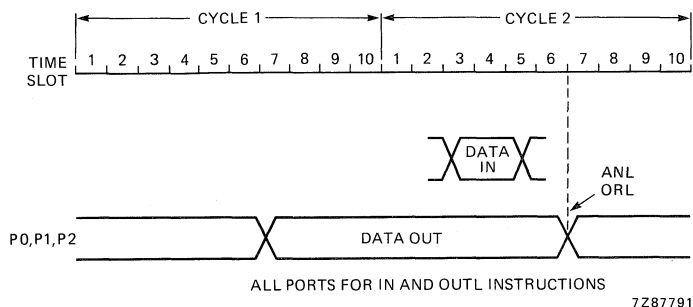 CYCLE 1 CYCLE 2
TIME SLOT 1 2 3 4 5 6 7 8 9 10 1 2 3 4 5 6 7 8 9 10
DATA IN
ANL
ORL
P0,P1,P2 DATA OUT
ALL PORTS FOR IN AND OUTL INSTRUCTIONS
7Z87791